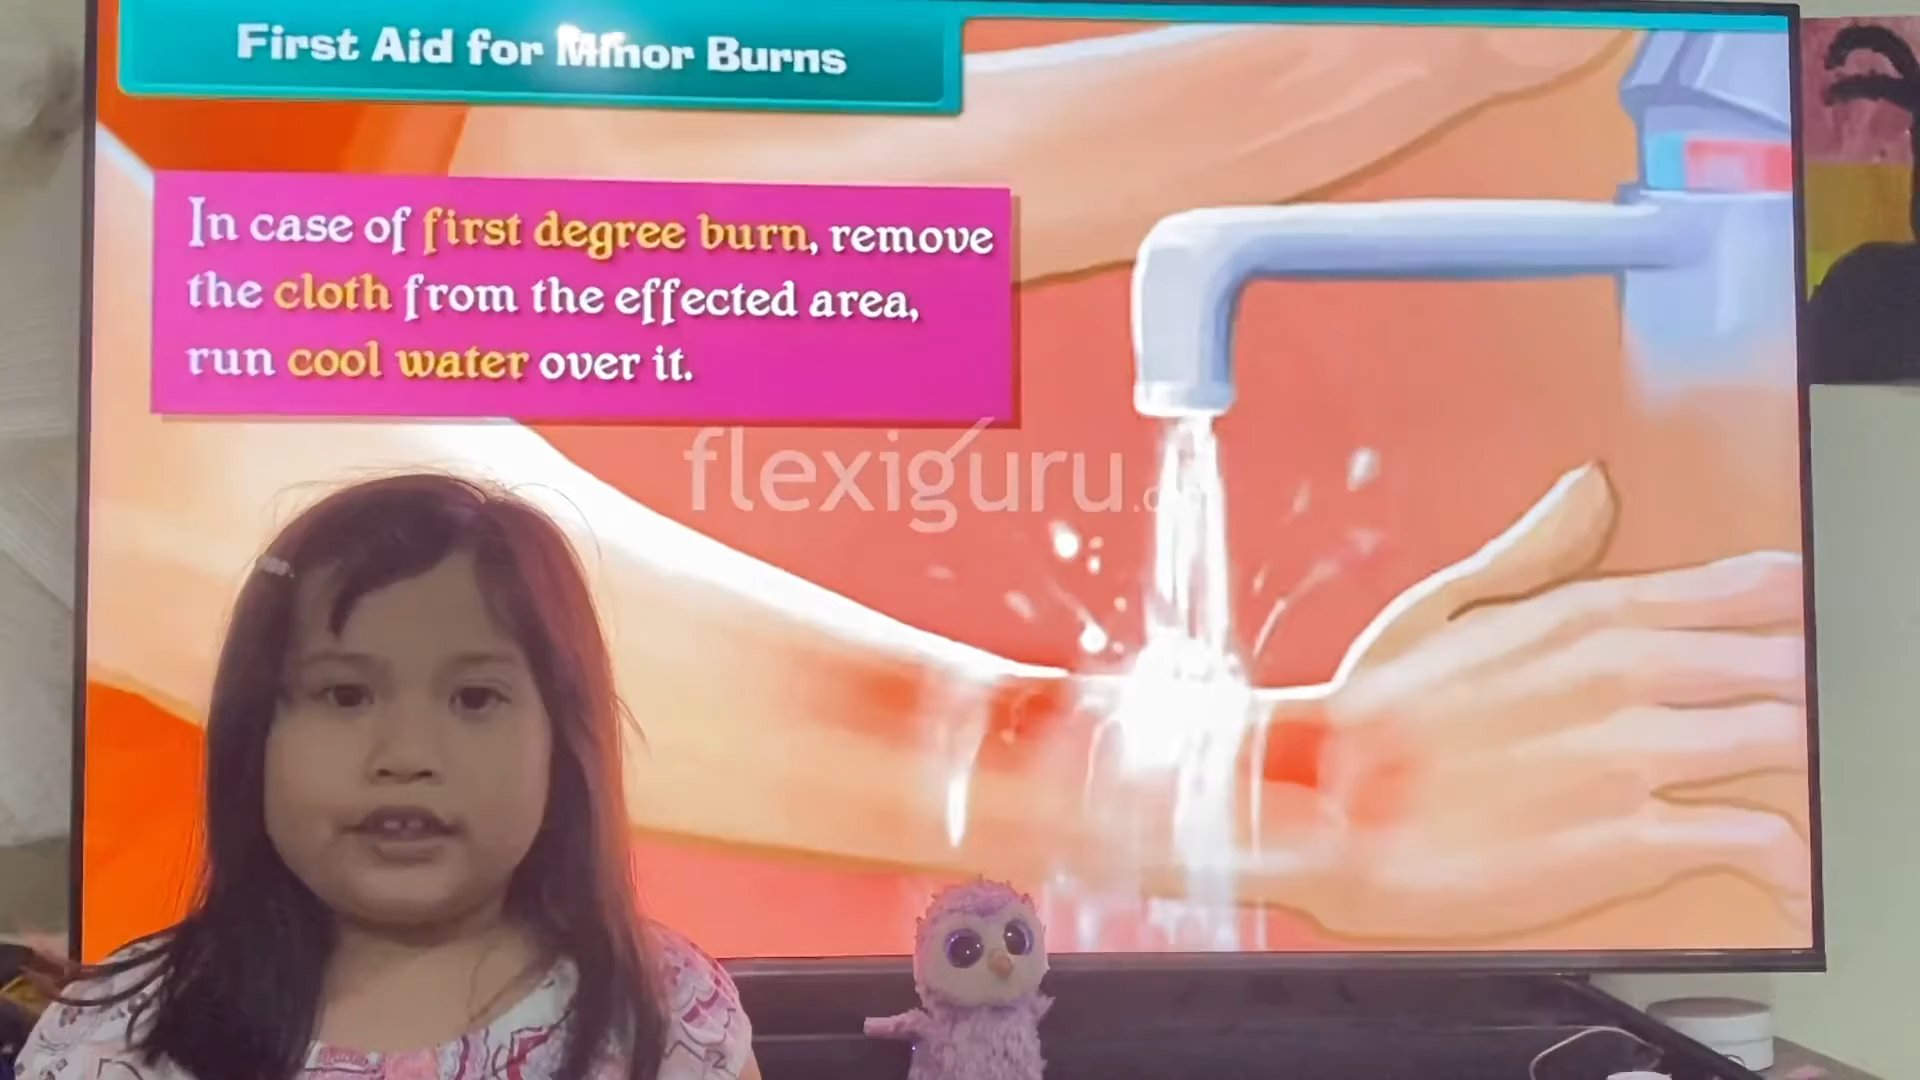 First Aid for Minor Burns
In case of first degree burn, remove
the cloth from the effected area,
run cool water over it.
flexiguru